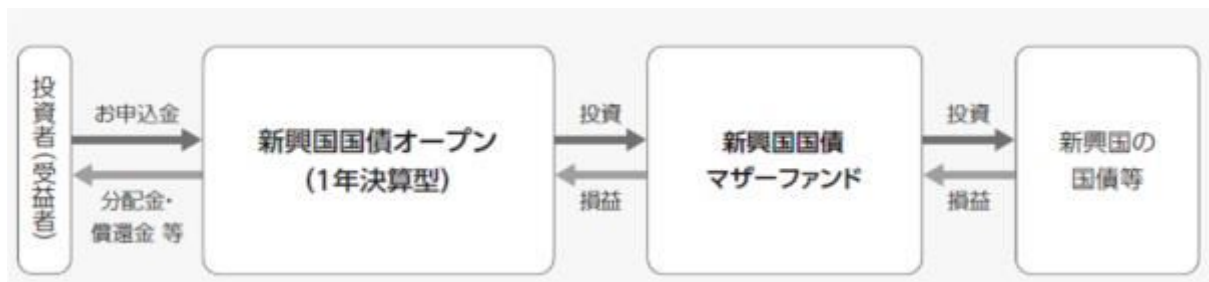 投資者(受益者)
お申込金
分配金・
償還金 等
新興国国債オープン
(1年決算型)
投資
損益
新興国国債
マザーファンド
投資
損益
新興国の
国債等